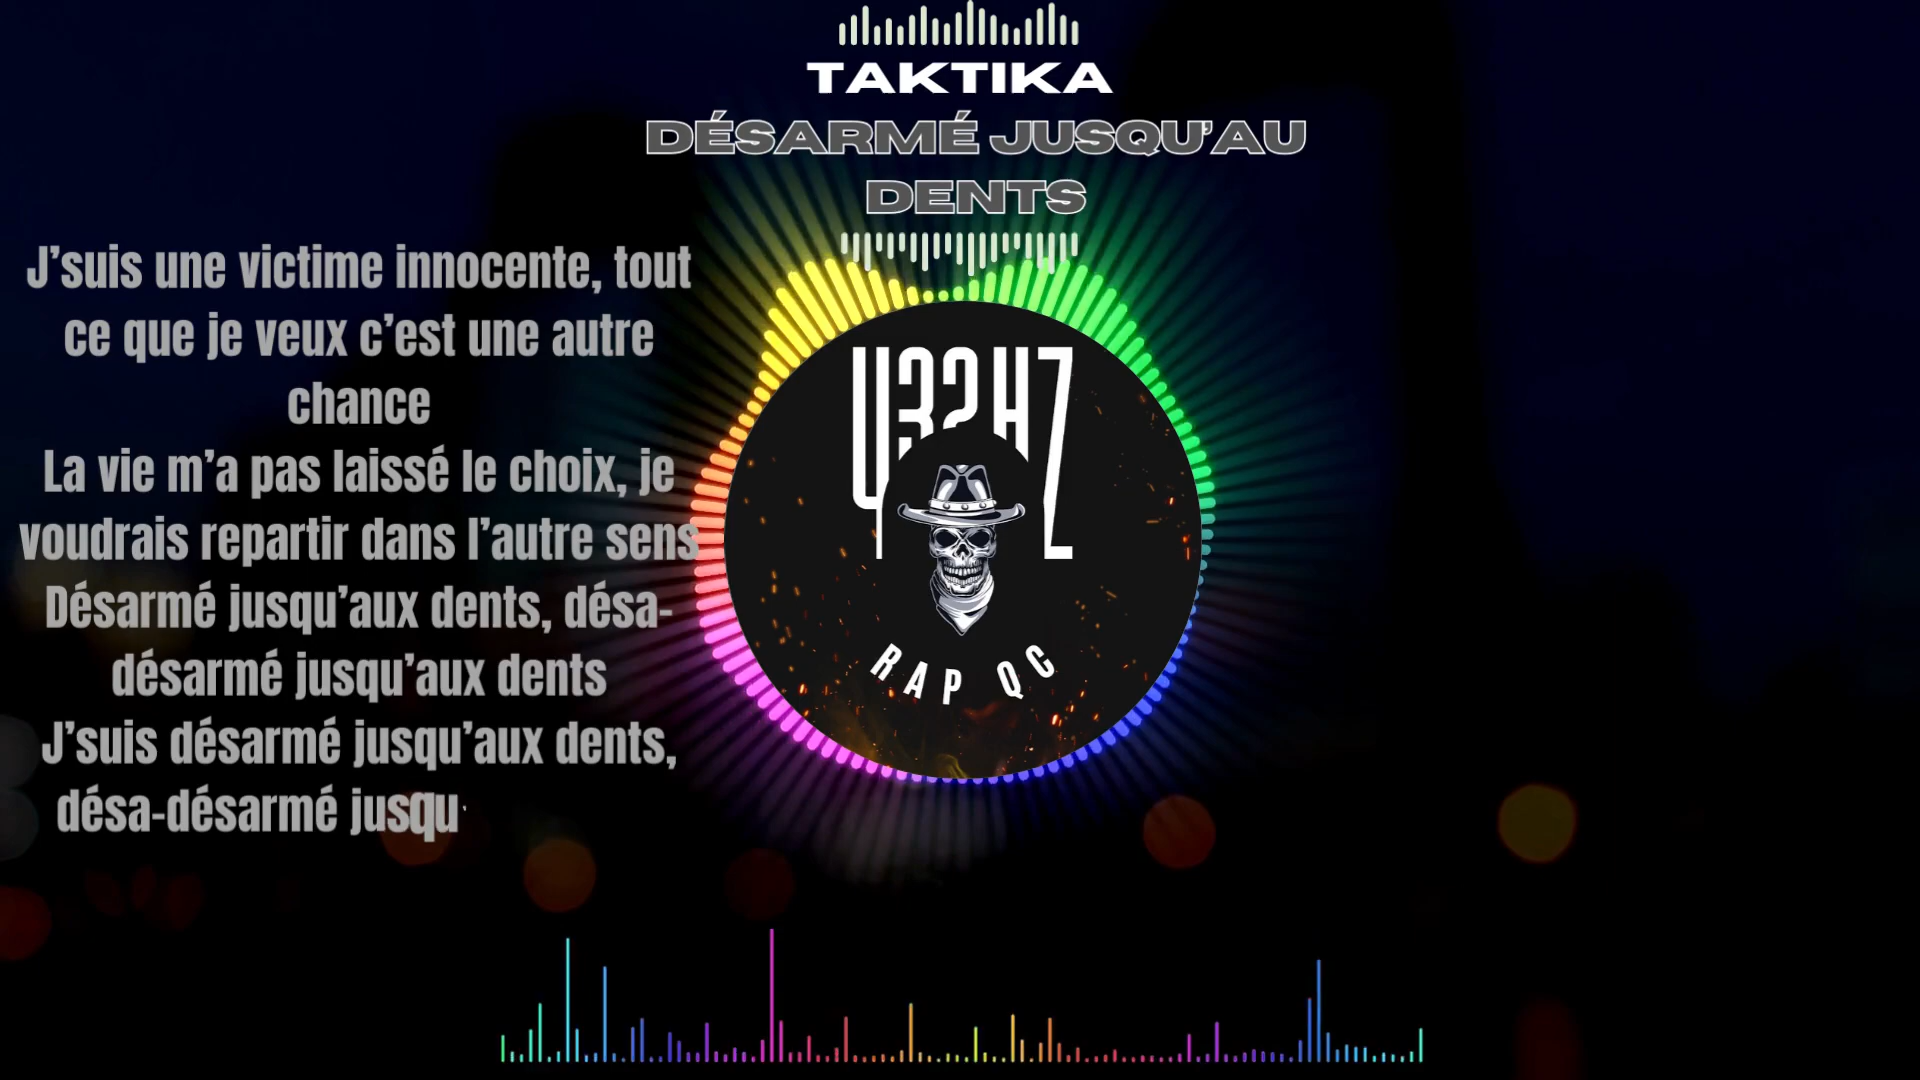 TAKTIKA
DÉSARMÉ JUSQU'AU
DENTS
J'suis une victime innocente, tout
ce que je veux c'est une autre
chance
La vie m'a pas laissé le choix, je
voudrais repartir dans l'autre sens
Désarmé jusqu'aux dents, désa-
désarmé jusqu'aux dents
J'suis désarmé jusqu'aux dents,
désa-désarmé jusqu'
432HZ
RAP QC